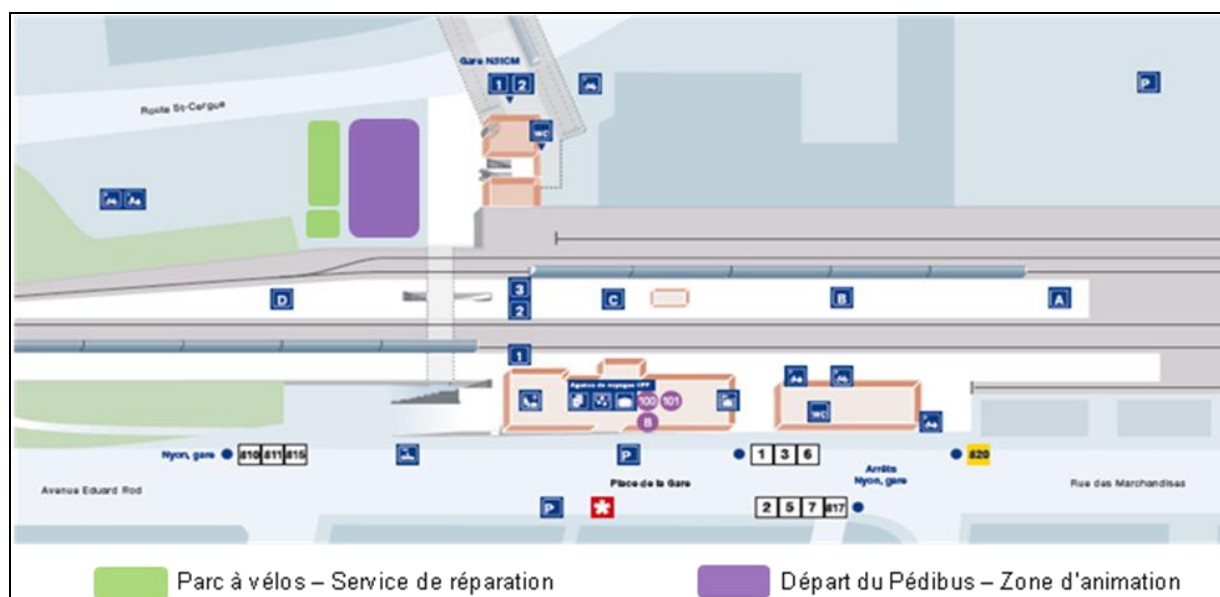 Gare NStCM
1 2
P
WC
Route St-Cergue
D
3
C
B
A
2
1
Agence de voyages CFF
100 101
B
WC
Nyon, gare 810 811 815
P
1 3 6
820
Arrêts
Nyon, gare
Avenue Eduard Rod
Place de la Gare
Rue des Marchandises
P
2 5 7 817
Parc à vélos – Service de réparation
Départ du Pédibus – Zone d'animation